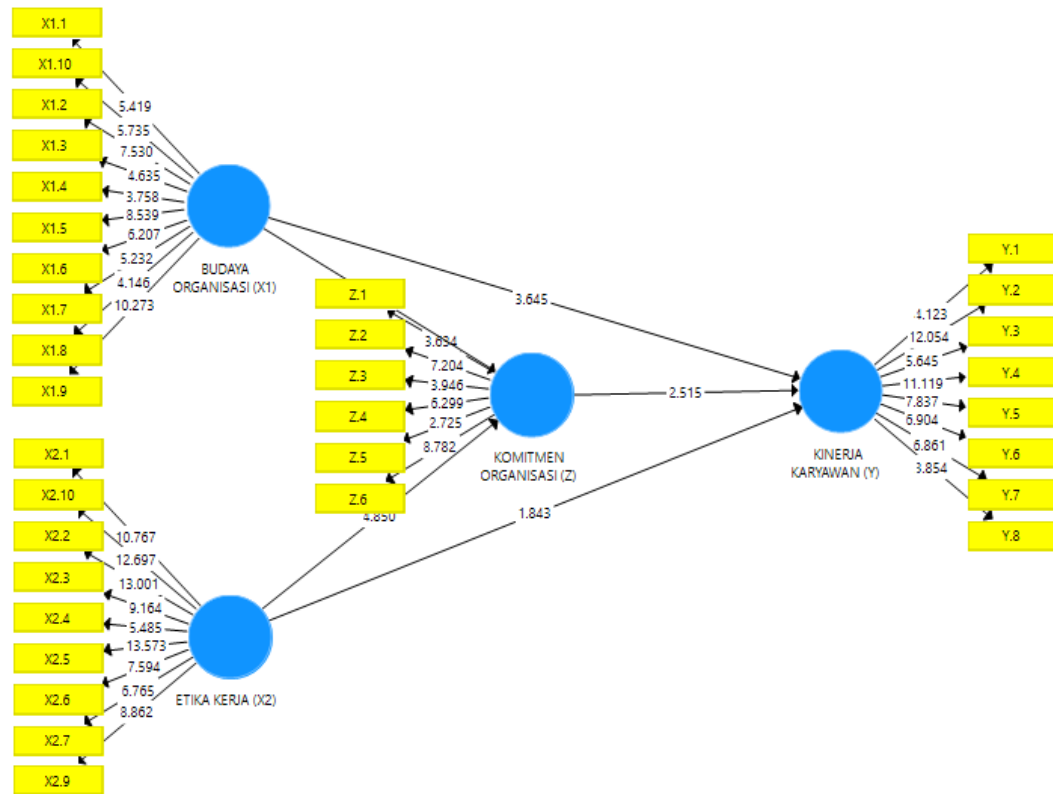 X1.1
X1.10
X1.2
X1.3
X1.4
X1.5
X1.6
X1.7
X1.8
X1.9
5.419
5.735
7.530
4.635
3.758
8.539
6.207
5.232
4.146
10.273
BUDAYA
ORGANISASI (X1)
X2.1
X2.10
X2.2
X2.3
X2.4
X2.5
X2.6
X2.7
X2.9
10.767
12.697
13.001
9.164
5.485
13.573
7.594
6.765
8.862
ETIKA KERJA (X2)
Z.1
Z.2
Z.3
Z.4
Z.5
Z.6
3.634
7.204
3.946
6.299
2.725
8.782
4.850
KOMITMEN
ORGANISASI (Z)
3.645
2.515
1.843
KINERJA
KARYAWAN (Y)
4.123
12.054
5.645
11.119
7.837
6.904
6.861
3.854
Y.1
Y.2
Y.3
Y.4
Y.5
Y.6
Y.7
Y.8